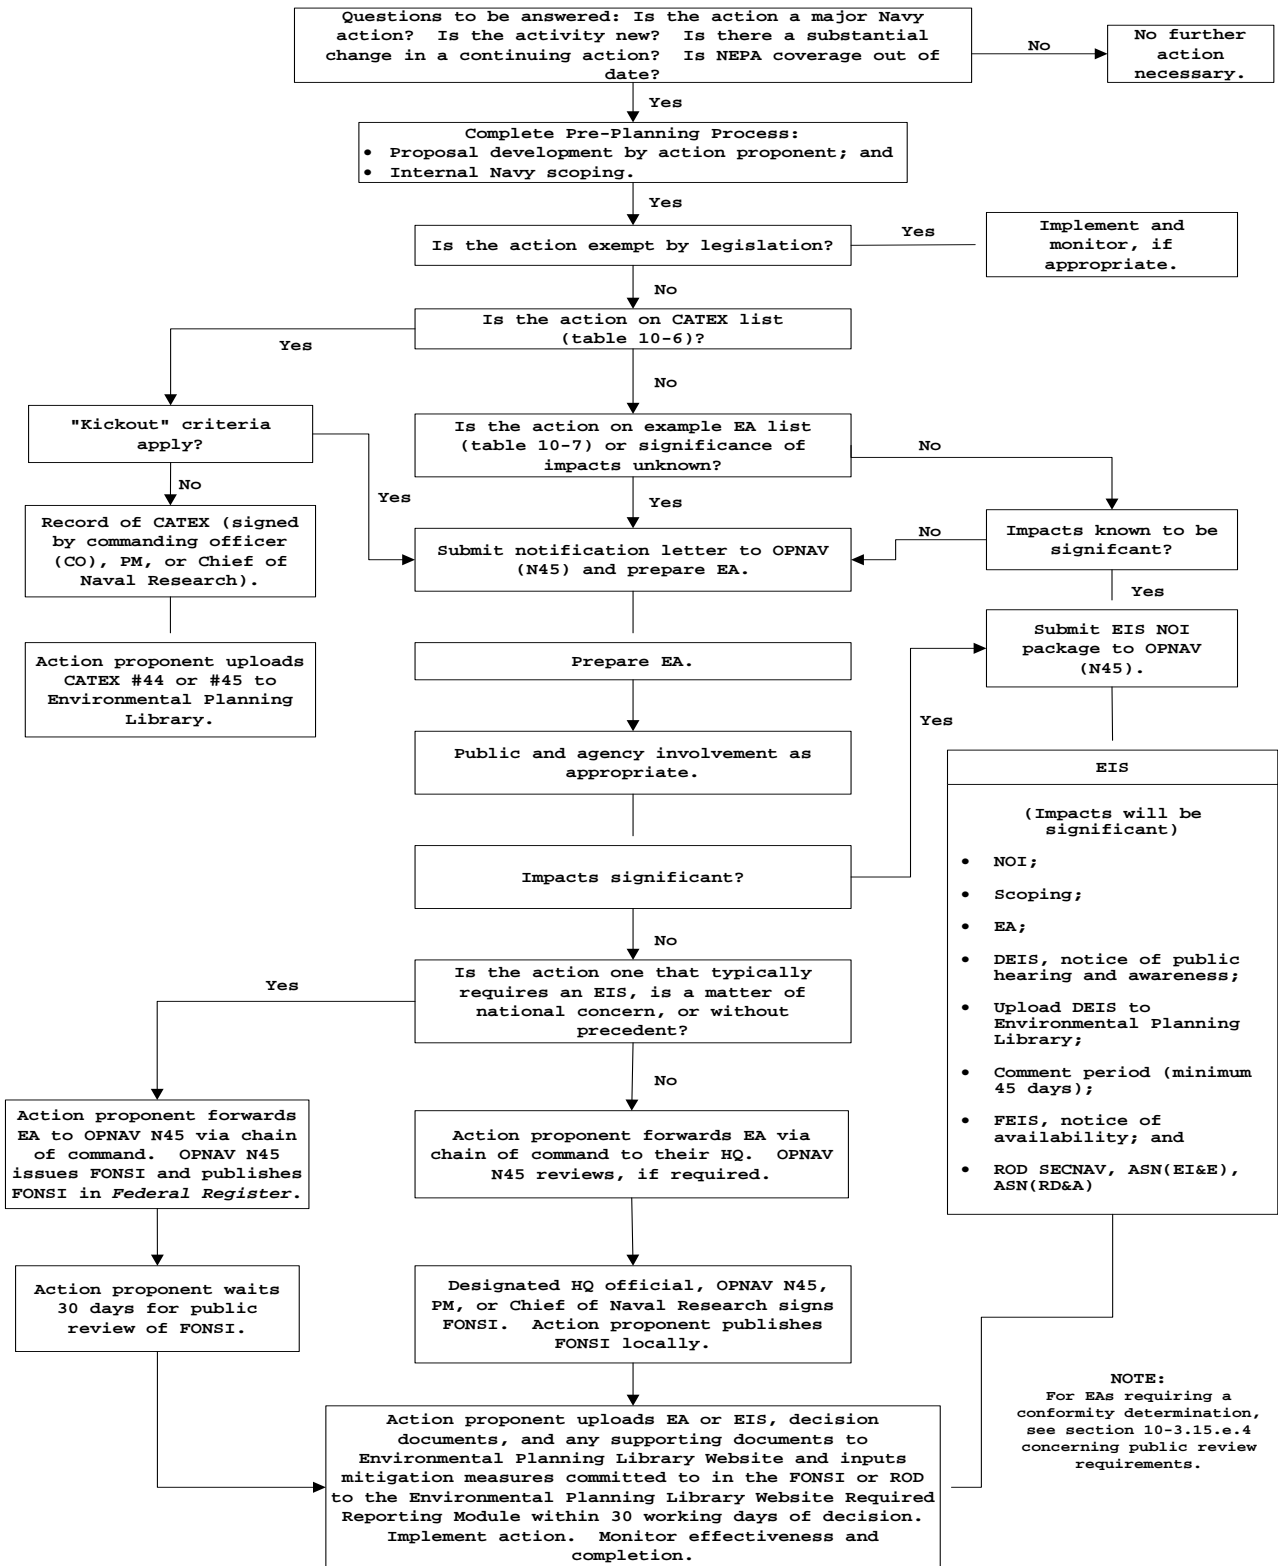 Questions to be answered: Is the action a major Navy
action? Is the activity new? Is there a substantial
change in a continuing action? Is NEPA coverage out of
date?
No
No further
action
necessary.
Yes
Complete Pre-Planning Process:
• Proposal development by action proponent; and
• Internal Navy scoping.
Yes
Is the action exempt by legislation?
Yes
Implement and
monitor, if
appropriate.
No
Is the action on CATEX list
(table 10-6)?
Yes
No
"Kickout" criteria
apply?
Is the action on example EA list
(table 10-7) or significance of
impacts unknown?
No
No
Yes
Yes
Record of CATEX (signed
by commanding officer
(CO), PM, or Chief of
Naval Research).
Submit notification letter to OPNAV
(N45) and prepare EA.
No
Impacts known to be
signifcant?
Yes
Action proponent uploads
CATEX #44 or #45 to
Environmental Planning
Library.
Prepare EA.
Submit EIS NOI
package to OPNAV
(N45).
Public and agency involvement as
appropriate.
Yes
Impacts significant?
No
EIS
(Impacts will be
significant)
• NOI;
• Scoping;
• EA;
• DEIS, notice of public
hearing and awareness;
• Upload DEIS to
Environmental Planning
Library;
• Comment period (minimum
45 days);
• FEIS, notice of
availability; and
• ROD SECNAV, ASN(EI&E),
ASN(RD&A)
Is the action one that typically
requires an EIS, is a matter of
national concern, or without
precedent?
Yes
No
Action proponent forwards
EA to OPNAV N45 via chain
of command. OPNAV N45
issues FONSI and publishes
FONSI in Federal Register.
Action proponent forwards EA via
chain of command to their HQ. OPNAV
N45 reviews, if required.
Action proponent waits
30 days for public
review of FONSI.
Designated HQ official, OPNAV N45,
PM, or Chief of Naval Research signs
FONSI. Action proponent publishes
FONSI locally.
NOTE:
For EAs requiring a
conformity determination,
see section 10-3.15.e.4
concerning public review
requirements.
Action proponent uploads EA or EIS, decision
documents, and any supporting documents to
Environmental Planning Library Website and inputs
mitigation measures committed to in the FONSI or ROD
to the Environmental Planning Library Website Required
Reporting Module within 30 working days of decision.
Implement action. Monitor effectiveness and
completion.